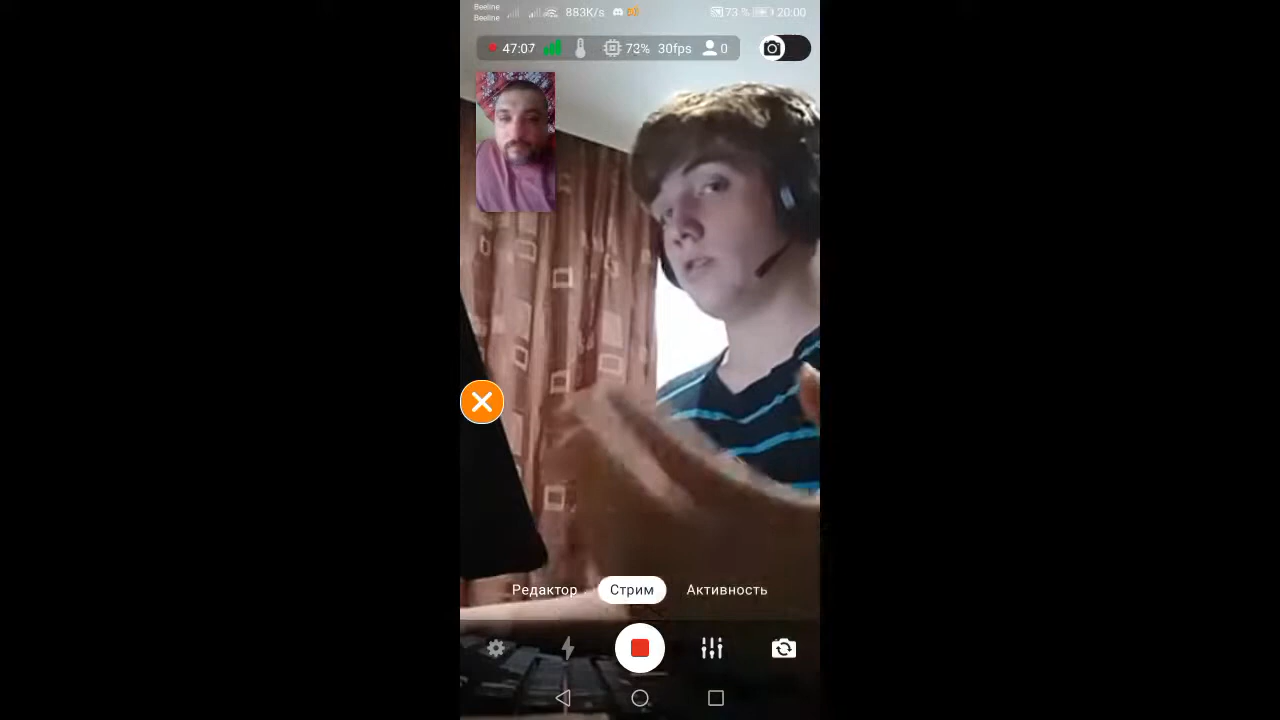 Beeline
Beeline
883K/s
73 %
20:00
47:07
72%
30fps
0
Редактор
Стрим
Активность